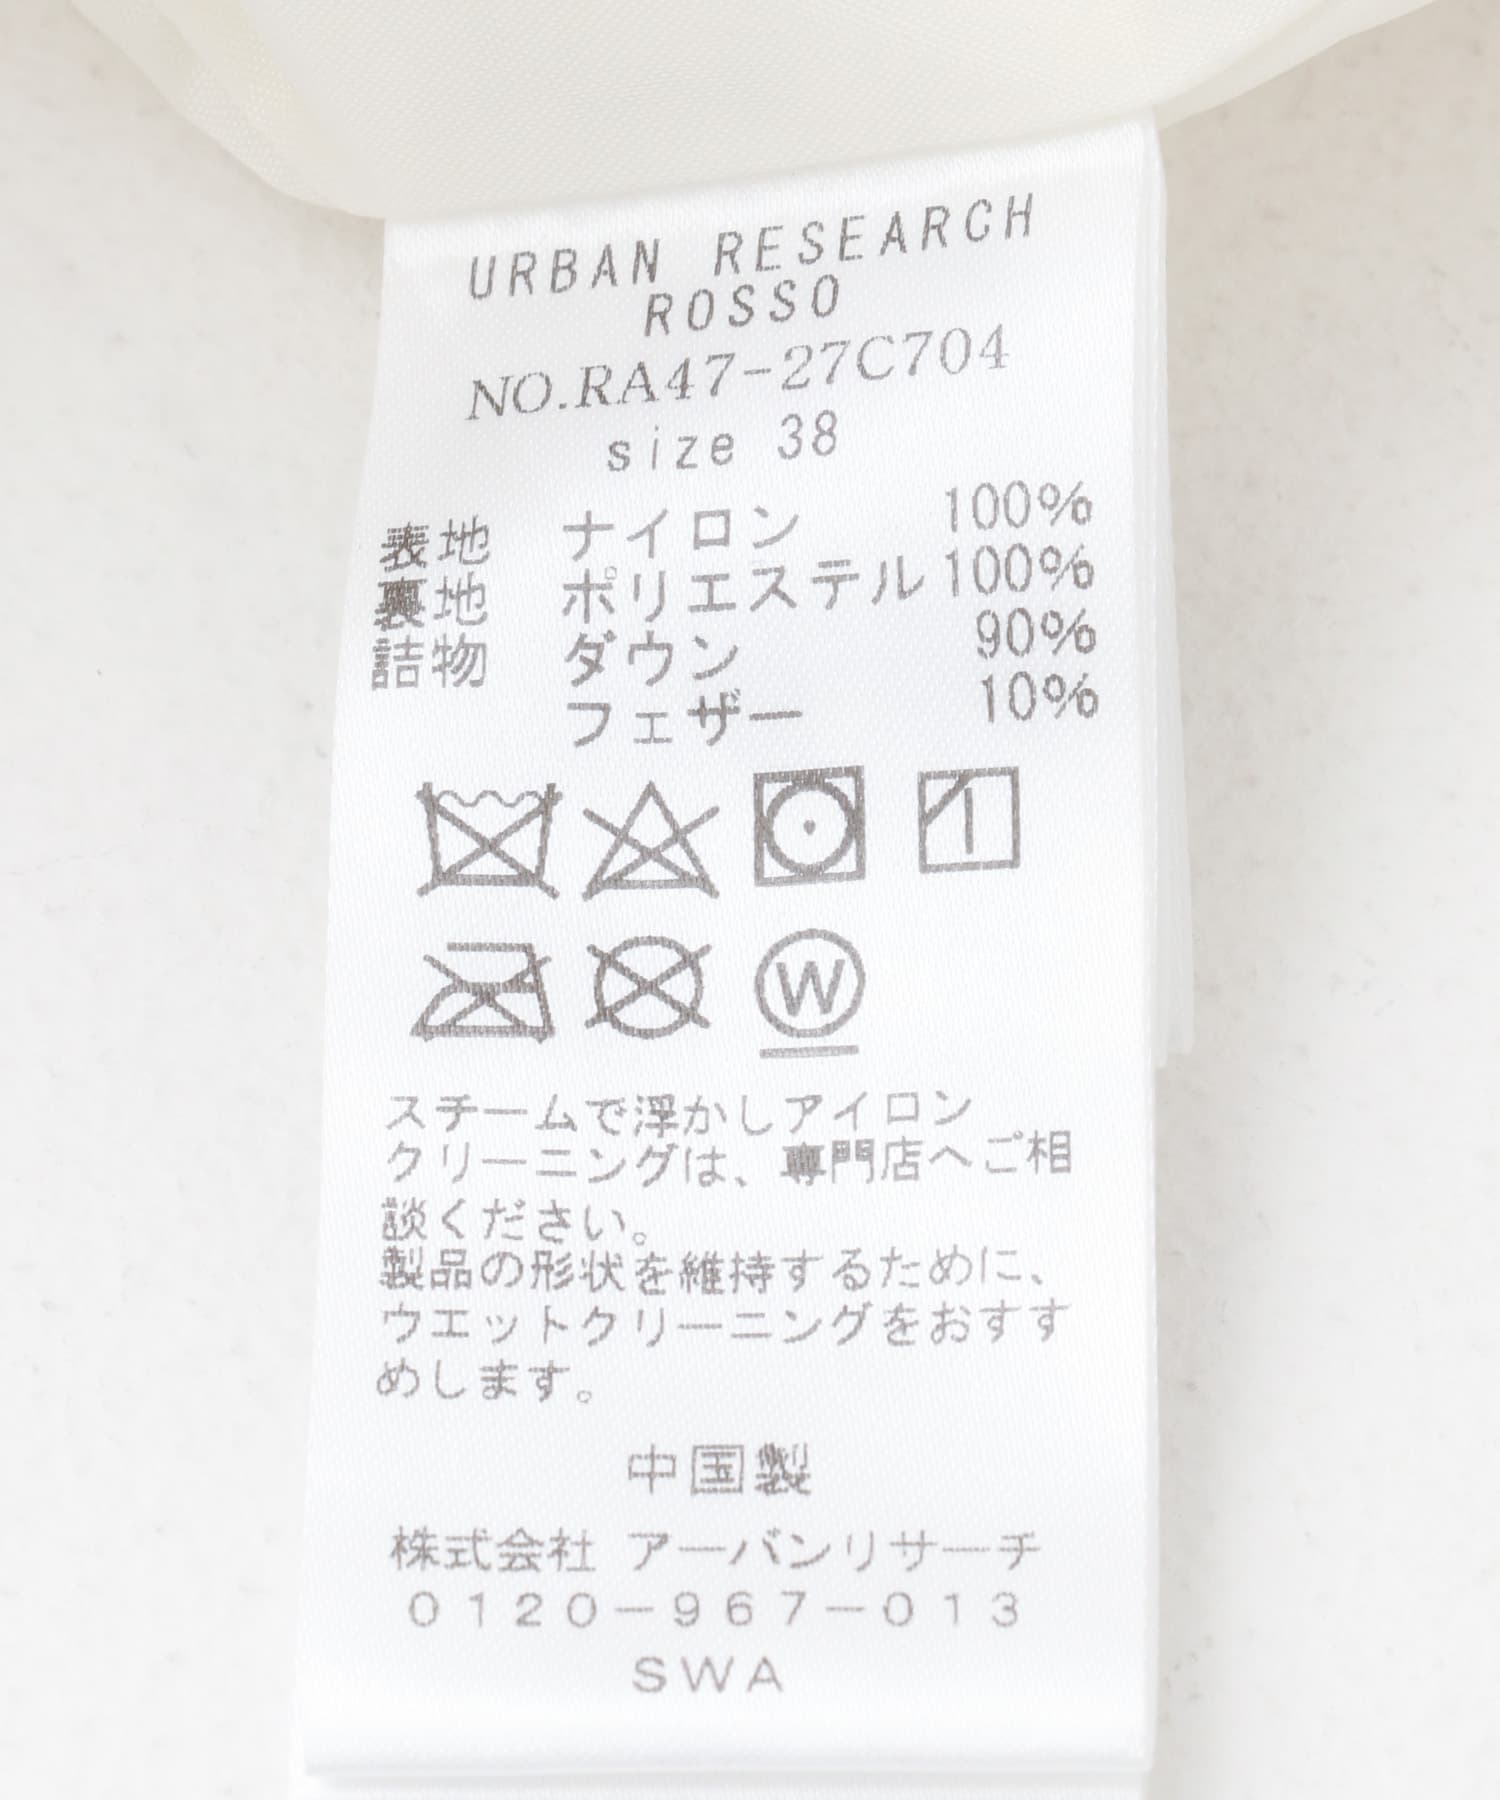 URBAN RESEARCH
ROSSO
NO.RA47-27C704
size 38
表地 ナイロン 100%
裏地 ポリエステル 100%
詰物 ダウン 90%
フェザー 10%
W
スチームで浮かしアイロン
クリーニングは、専門店へご相
談ください。
製品の形状を維持するために、
ウエットクリーニングをおすす
めします。
中国製
株式会社 アーバンリサーチ
0120-967-013
SWA